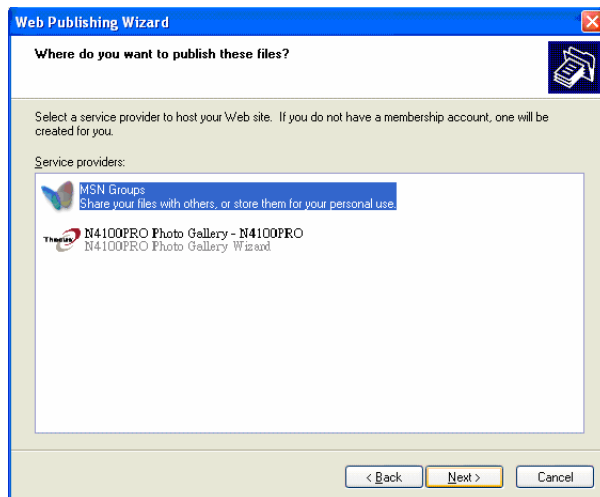 Web Publishing Wizard
Where do you want to publish these files?
Select a service provider to host your Web site. If you do not have a membership account, one will be
created for you.
Service providers:
MSN Groups
Share your files with others, or store them for your personal use.
Thecus
N4100PRO Photo Gallery - N4100PRO
N4100PRO Photo Gallery Wizard
< Back
Next >
Cancel